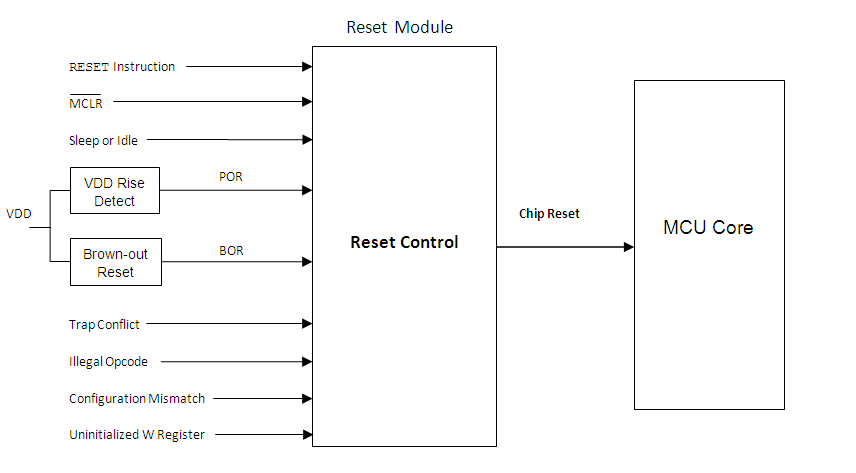 Reset Module
RESET Instruction
MCLR
Sleep or Idle
VDD Rise
Detect
POR
VDD
Chip Reset
MCU Core
Reset Control
Brown-out
Reset
BOR
Trap Conflict
Illegal Opcode
Configuration Mismatch
Uninitialized W Register